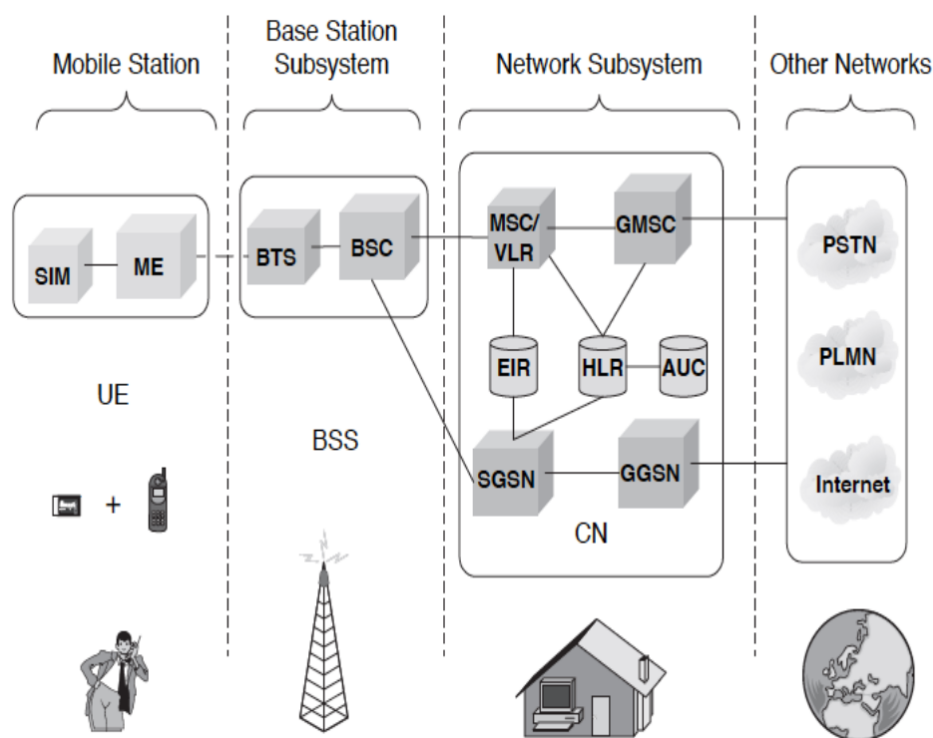 Mobile Station
Base Station
Subsystem
Network Subsystem
Other Networks
SIM
ME
BTS
BSC
MSC/
VLR
GMSC
PSTN
EIR
HLR
AUC
PLMN
UE
BSS
SGSN
GGSN
Internet
+
CN